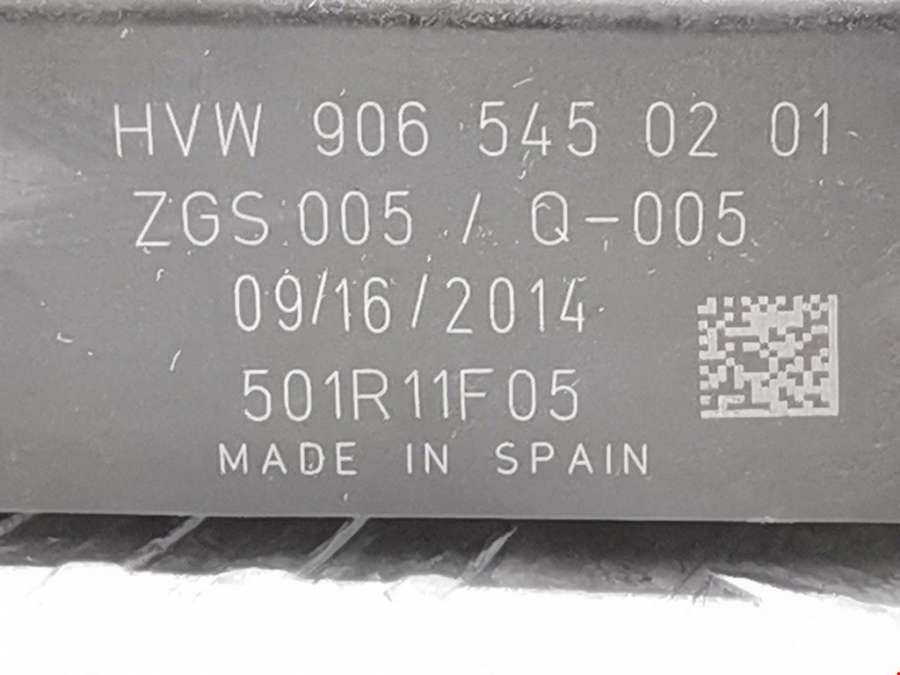 HVW 906 545 02 01
ZGS 005 / Q-005
09/16/2014
501R11F05
MADE IN SPAIN